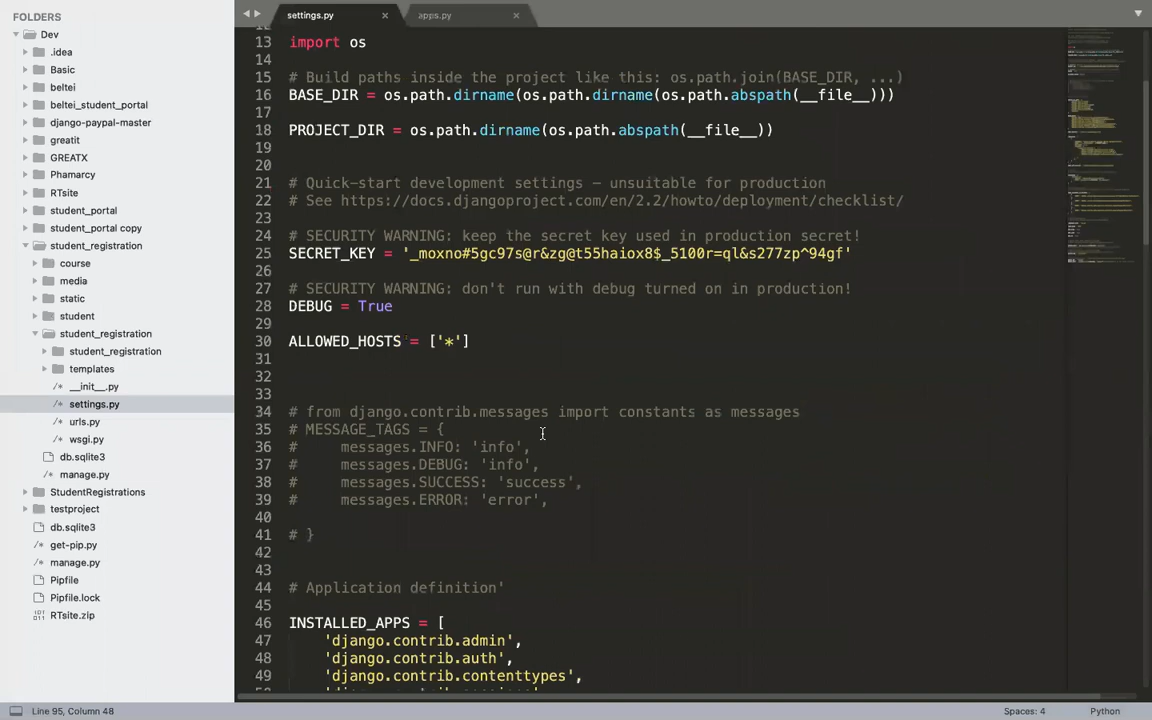 FOLDERS
Dev
.idea
Basic
beltei
beltei_student_portal
django-paypal-master
greatit
GREATX
Phamarcy
RTsite
student_portal
student_portal copy
student_registration
course
media
static
student
student_registration
student_registration
templates
__init__.py
settings.py
urls.py
wsgi.py
db.sqlite3
manage.py
StudentRegistrations
testproject
db.sqlite3
get-pip.py
manage.py
Pipfile
Pipfile.lock
RTsite.zip
settings.py
apps.py
13 import os
14
15 # Build paths inside the project like this: os.path.join(BASE_DIR, ...)
16 BASE_DIR = os.path.dirname(os.path.dirname(os.path.abspath(__file__)))
17
18 PROJECT_DIR = os.path.dirname(os.path.abspath(__file__))
19
20
21 # Quick-start development settings – unsuitable for production
22 # See https://docs.djangoproject.com/en/2.2/howto/deployment/checklist/
23
24 # SECURITY WARNING: keep the secret key used in production secret!
25 SECRET_KEY = '_moxno#5gc97s@r&zg@t55haiox8$_5100r=ql&s277zp^94gf'
26
27 # SECURITY WARNING: don't run with debug turned on in production!
28 DEBUG = True
29
30 ALLOWED_HOSTS = ['*']
31
32
33
34 # from django.contrib.messages import constants as messages
35 # MESSAGE_TAGS = {
36 #     messages.INFO: 'info',
37 #     messages.DEBUG: 'info',
38 #     messages.SUCCESS: 'success',
39 #     messages.ERROR: 'error',
40
41 # }
42
43
44 # Application definition'
45
46 INSTALLED_APPS = [
47     'django.contrib.admin',
48     'django.contrib.auth',
49     'django.contrib.contenttypes',
Line 95, Column 48
Spaces: 4
Python